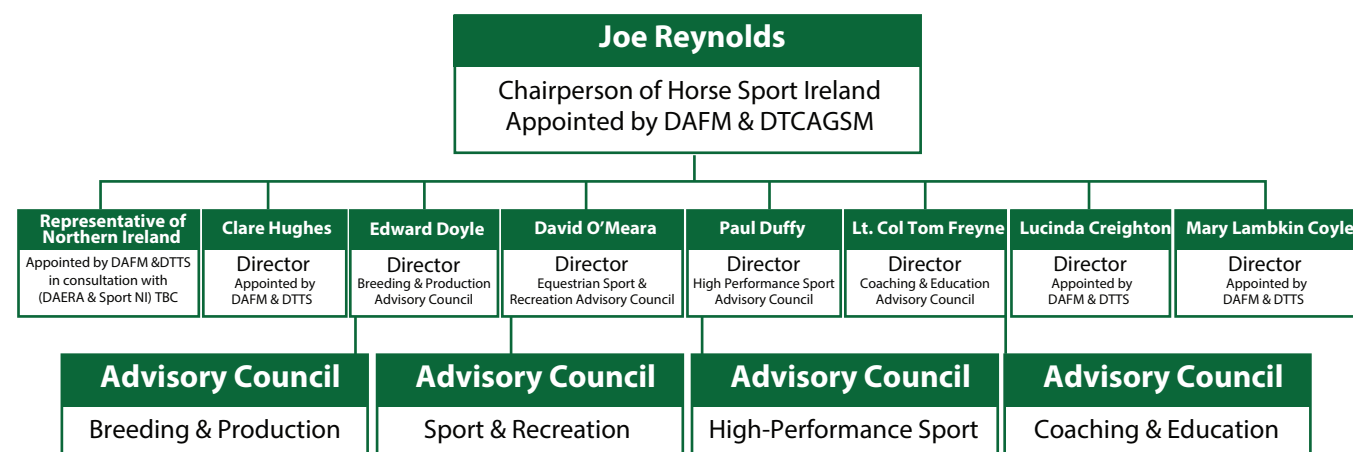 Joe Reynolds
Chairperson of Horse Sport Ireland
Appointed by DAFM & DTCAGSM
Representative of
Northern Ireland
Appointed by DAFM &DTTS
in consultation with
(DAERA & Sport NI) TBC
Clare Hughes
Director
Appointed by
DAFM & DTTS
Edward Doyle
Director
Breeding & Production
Advisory Council
David O’Meara
Director
Equestrian Sport &
Recreation Advisory Council
Paul Duffy
Director
High Performance Sport
Advisory Council
Lt. Col Tom Freyne
Director
Coaching & Education
Advisory Council
Lucinda Creighton
Director
Appointed by
DAFM & DTTS
Mary Lambkin Coyle
Director
Appointed by
DAFM & DTTS
Advisory Council
Breeding & Production
Advisory Council
Sport & Recreation
Advisory Council
High-Performance Sport
Advisory Council
Coaching & Education